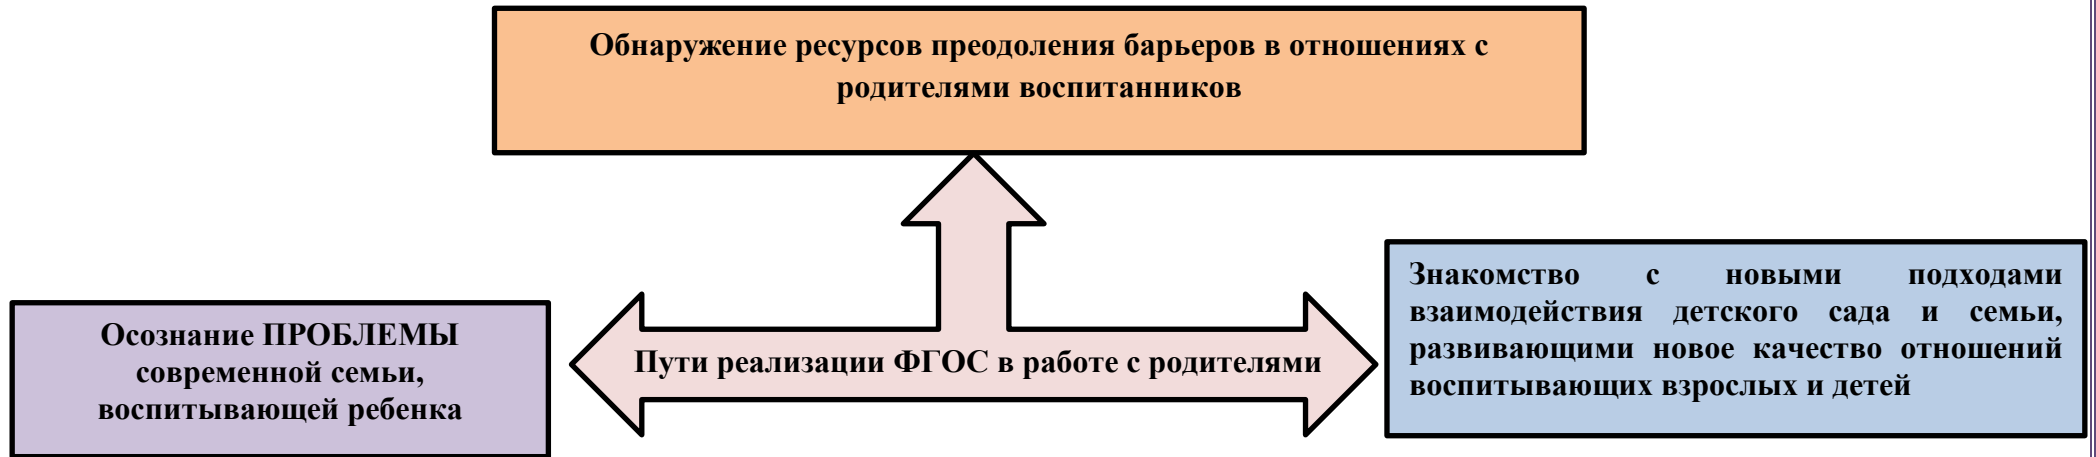 Обнаружение ресурсов преодоления барьеров в отношениях с
родителями воспитанников
Осознание ПРОБЛЕМЫ
современной семьи,
воспитывающей ребенка
Пути реализации ФГОС в работе с родителями
Знакомство с новыми подходами
взаимодействия детского сада и семьи,
развивающими новое качество отношений
воспитывающих взрослых и детей